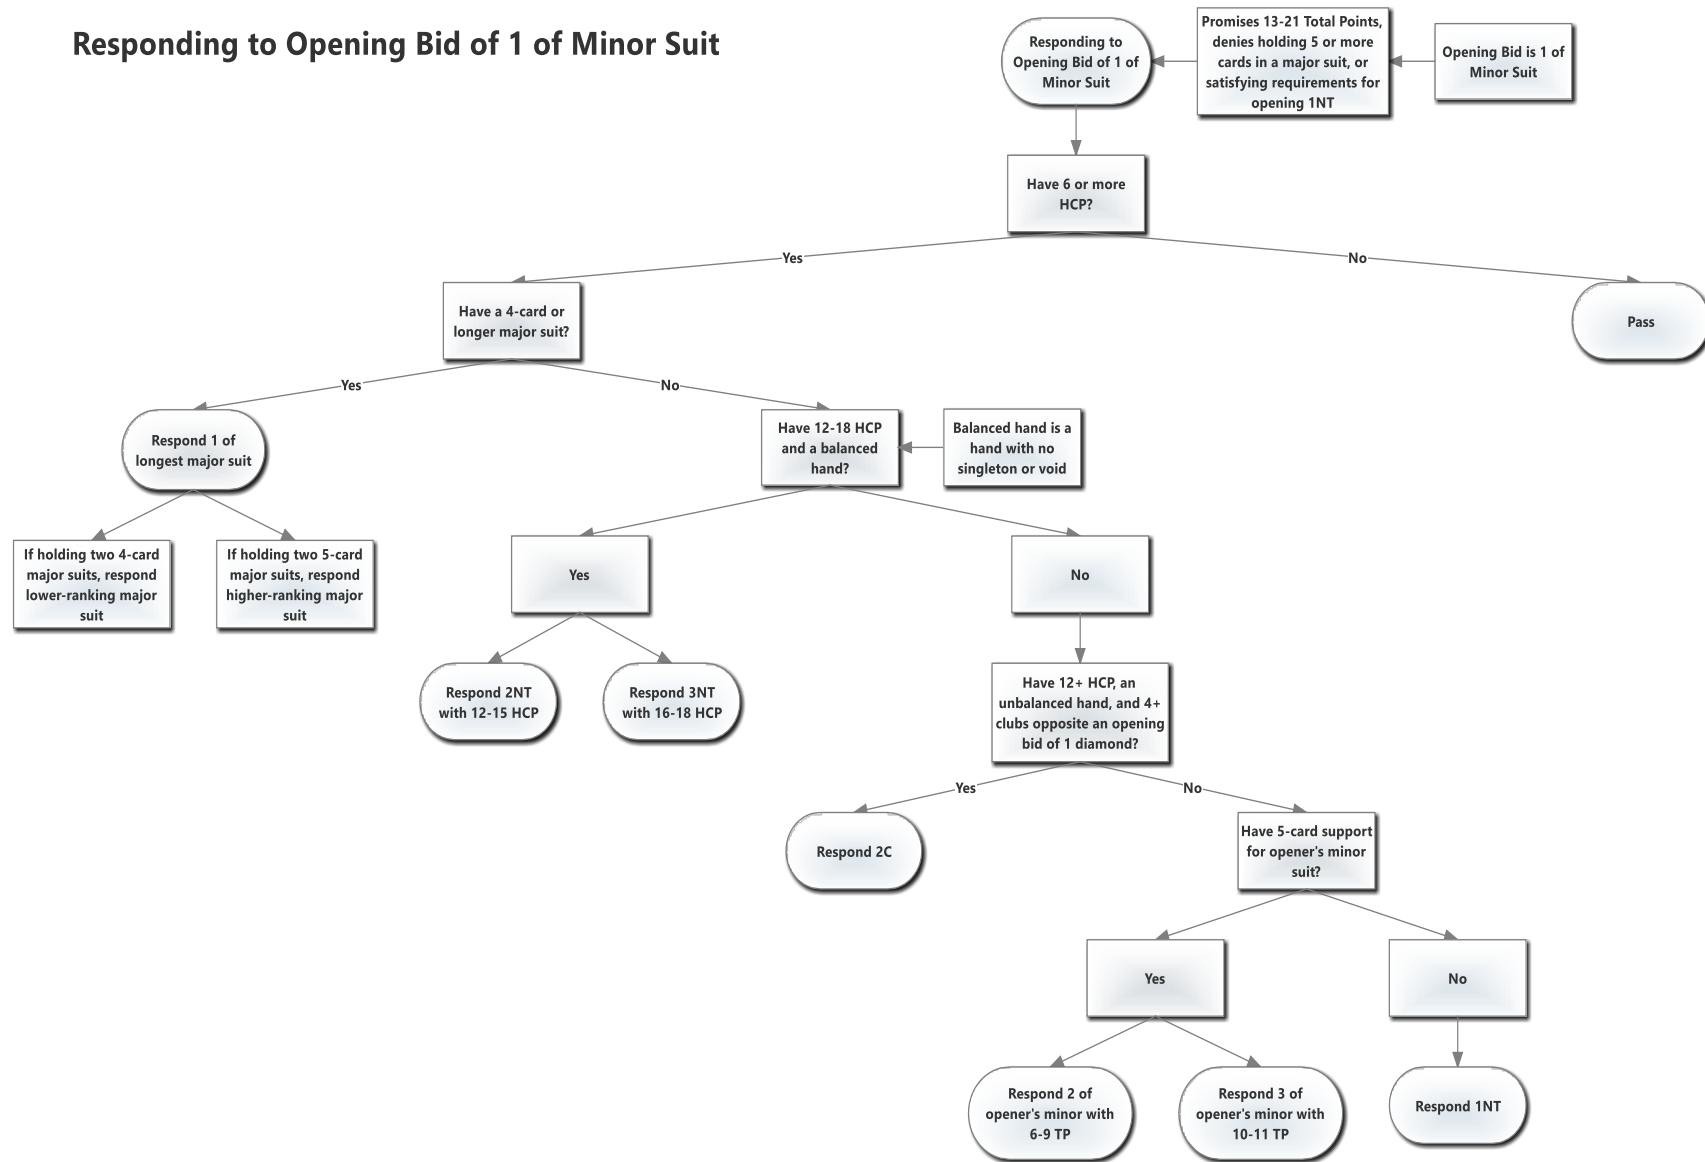 Responding to Opening Bid of 1 of Minor Suit
Responding to
Opening Bid of 1 of
Minor Suit
Promises 13-21 Total Points,
denies holding 5 or more
cards in a major suit, or
satisfying requirements for
opening 1NT
Opening Bid is 1 of
Minor Suit
Have 6 or more
HCP?
Yes
No
Have a 4-card or
longer major suit?
Pass
Yes
No
Respond 1 of
longest major suit
Have 12-18 HCP
and a balanced
hand?
Balanced hand is a
hand with no
singleton or void
If holding two 4-card
major suits, respond
lower-ranking major
suit
If holding two 5-card
major suits, respond
higher-ranking major
suit
Yes
No
Respond 2NT
with 12-15 HCP
Respond 3NT
with 16-18 HCP
Have 12+ HCP, an
unbalanced hand, and 4+
clubs opposite an opening
bid of 1 diamond?
Yes
No
Respond 2C
Have 5-card support
for opener's minor
suit?
Yes
No
Respond 2 of
opener's minor with
6-9 TP
Respond 3 of
opener's minor with
10-11 TP
Respond 1NT